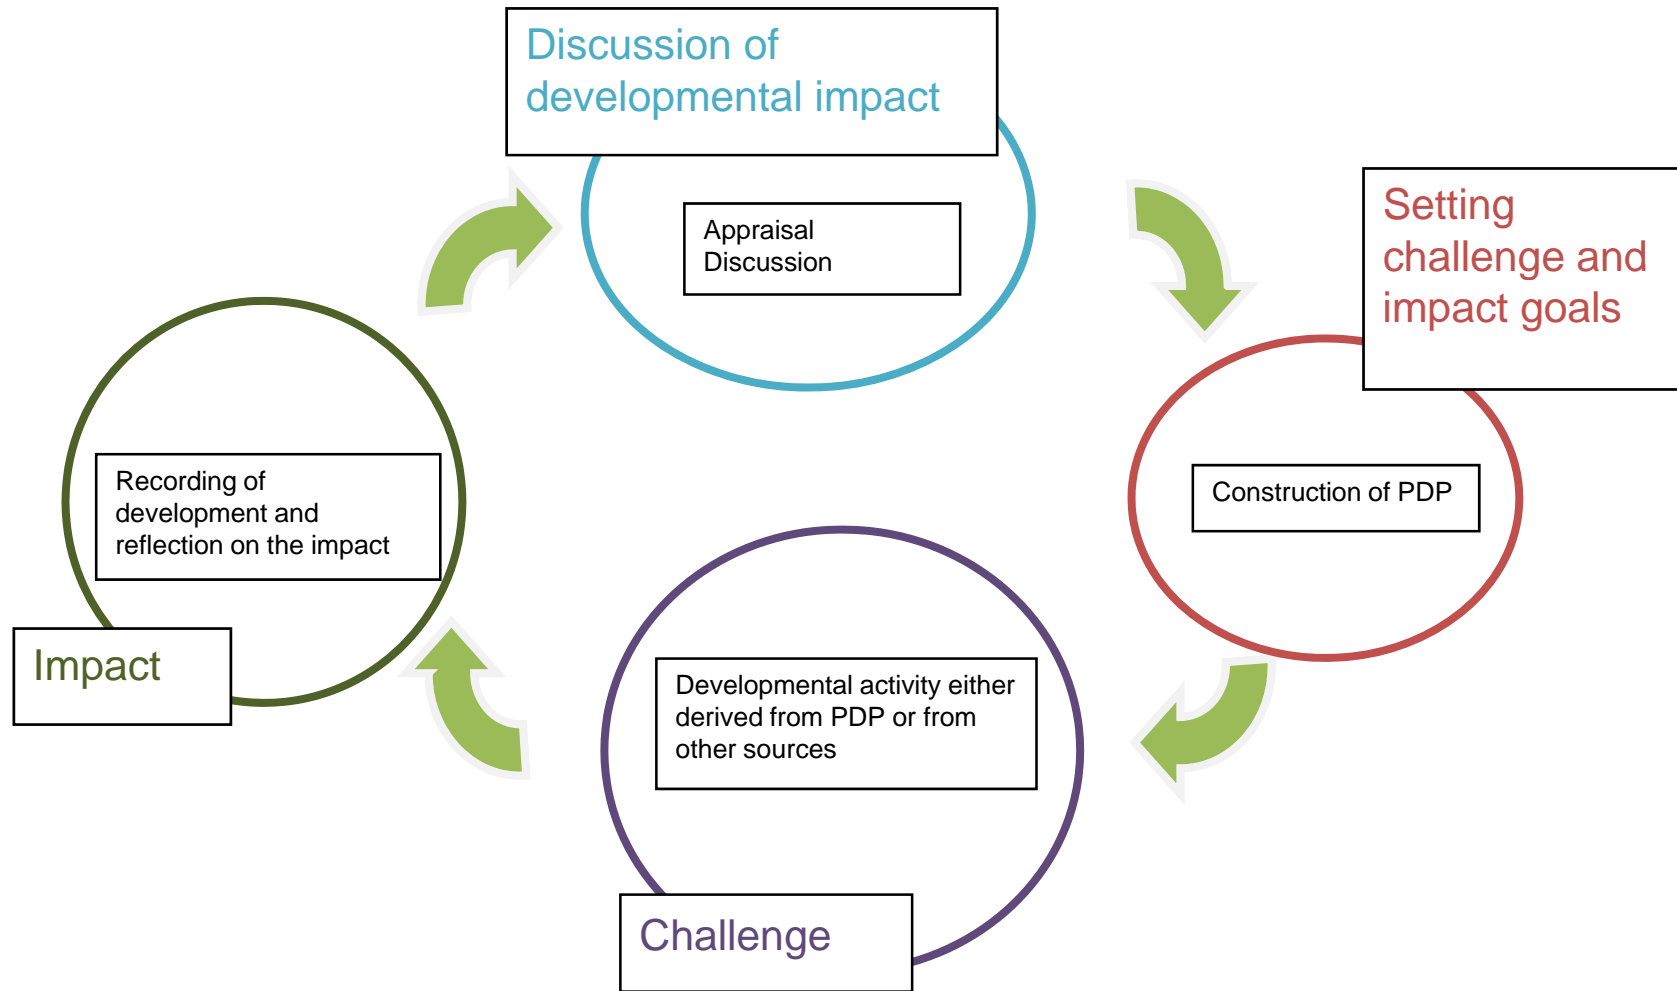 Discussion of
developmental impact
Appraisal
Discussion
Setting
challenge and
impact goals
Construction of PDP
Recording of
development and
reflection on the impact
Impact
Developmental activity either
derived from PDP or from
other sources
Challenge